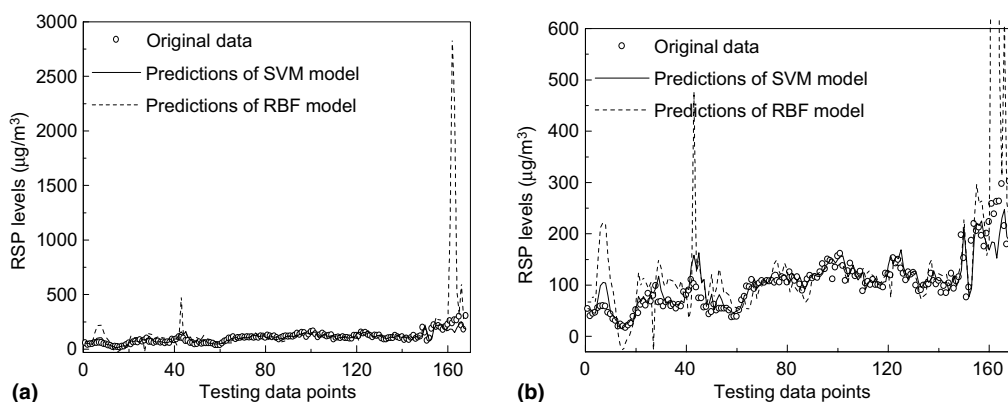 3000
2500
2000
1500
1000
500
0
RSP levels (μg/m³)
Original data
Predictions of SVM model
Predictions of RBF model
0
40
80
120
160
Testing data points
(a)
600
500
400
300
200
100
0
RSP levels (μg/m³)
Original data
Predictions of SVM model
Predictions of RBF model
0
40
80
120
160
Testing data points
(b)